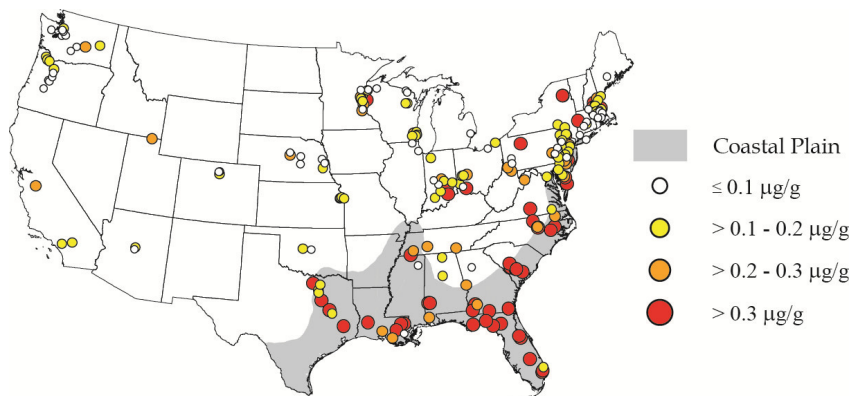 Coastal Plain
≤ 0.1 µg/g
> 0.1 - 0.2 µg/g
> 0.2 - 0.3 µg/g
> 0.3 µg/g